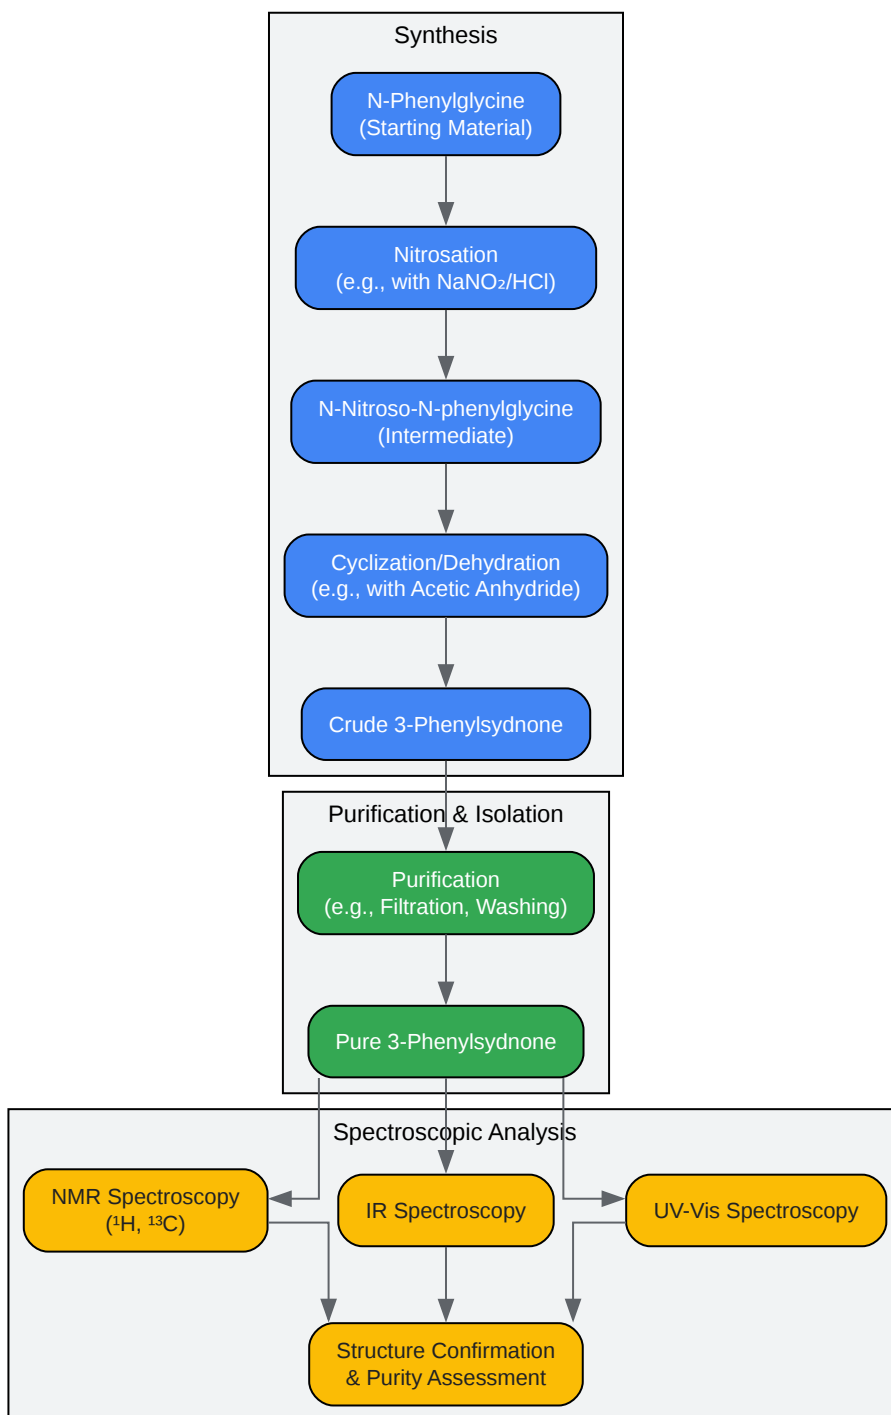 Synthesis
N-Phenylglycine
(Starting Material)
Nitrosation
(e.g., with NaNO₂/HCl)
N-Nitroso-N-phenylglycine
(Intermediate)
Cyclization/Dehydration
(e.g., with Acetic Anhydride)
Crude 3-Phenylsydnone
Purification & Isolation
Purification
(e.g., Filtration, Washing)
Pure 3-Phenylsydnone
Spectroscopic Analysis
NMR Spectroscopy
(¹H, ¹³C)
IR Spectroscopy
UV-Vis Spectroscopy
Structure Confirmation
& Purity Assessment